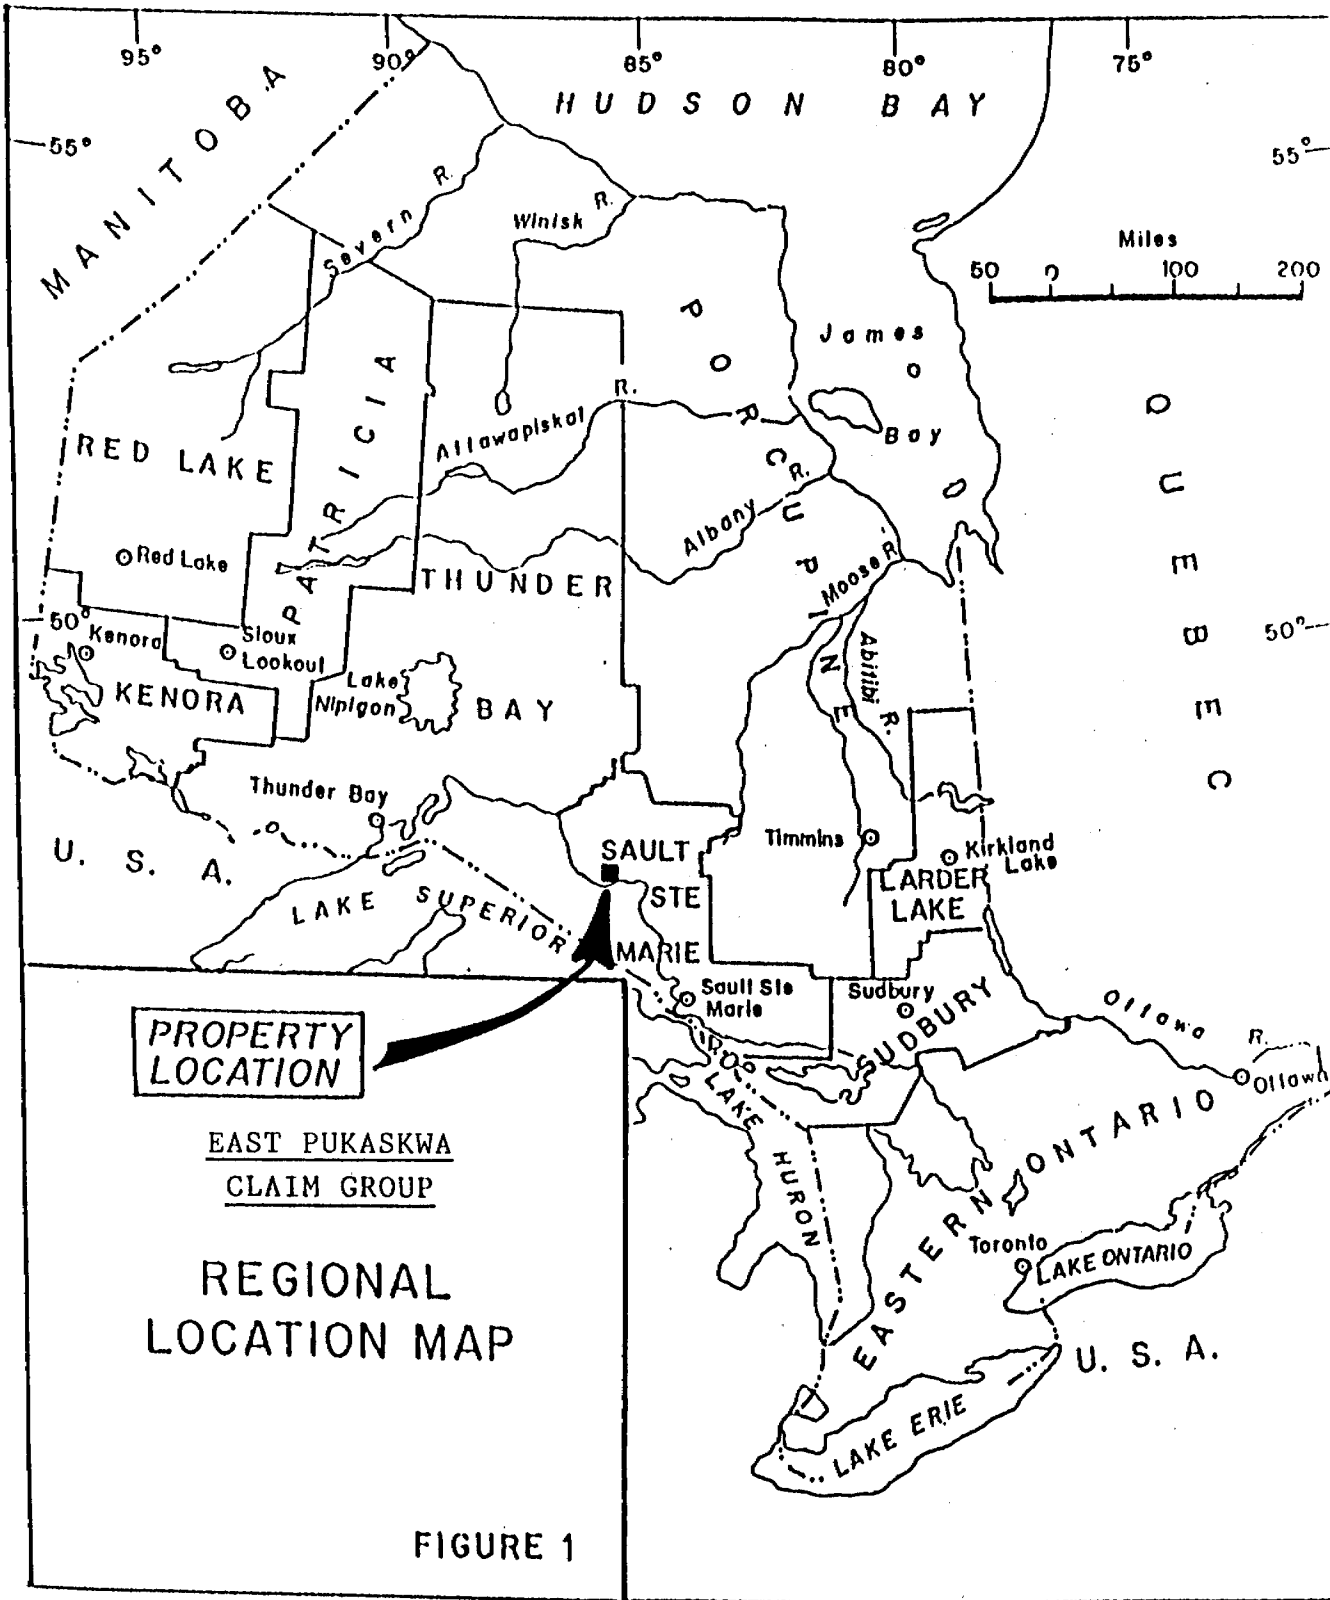 95° 90° 85° 80° 75°
HUDSON BAY
MANITOBA
55° 55°
Severn R.
Winisk R.
Miles
50 0 100 200
PORCUPINE
James
Bay
QUEBEC
PATRICIA
RED LAKE
Attawapiskat R.
Albany R.
Moose R.
Abitibi R.
Red Lake
THUNDER
BAY
50° 50°
Kenora
Sioux
Lookout
KENORA
Lake
Nipigon
Thunder Bay
U. S. A.
SAULT
STE
MARIE
Timmins
Kirkland
Lake
LARDER
LAKE
LAKE SUPERIOR
Sault Ste
Marie
Sudbury
SUDBURY
Ottawa R.
Ottawa
PROPERTY
LOCATION
LAKE HURON
EASTERN ONTARIO
EAST PUKASKWA
CLAIM GROUP
Toronto
LAKE ONTARIO
REGIONAL
LOCATION MAP
U. S. A.
LAKE ERIE
FIGURE 1